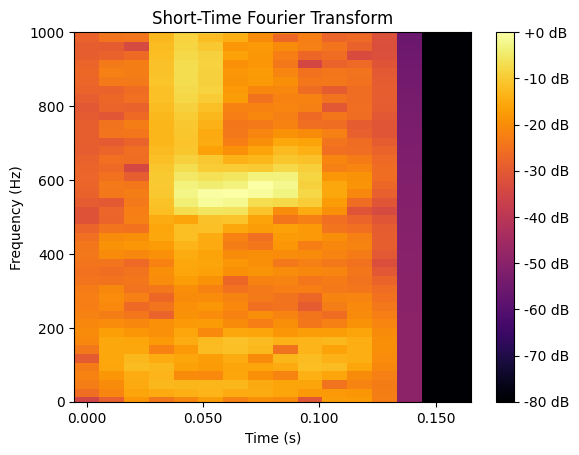 Short-Time Fourier Transform
1000
800
600
400
200
0
Frequency (Hz)
0.000
0.050
0.100
0.150
Time (s)
+0 dB
-10 dB
-20 dB
-30 dB
-40 dB
-50 dB
-60 dB
-70 dB
-80 dB